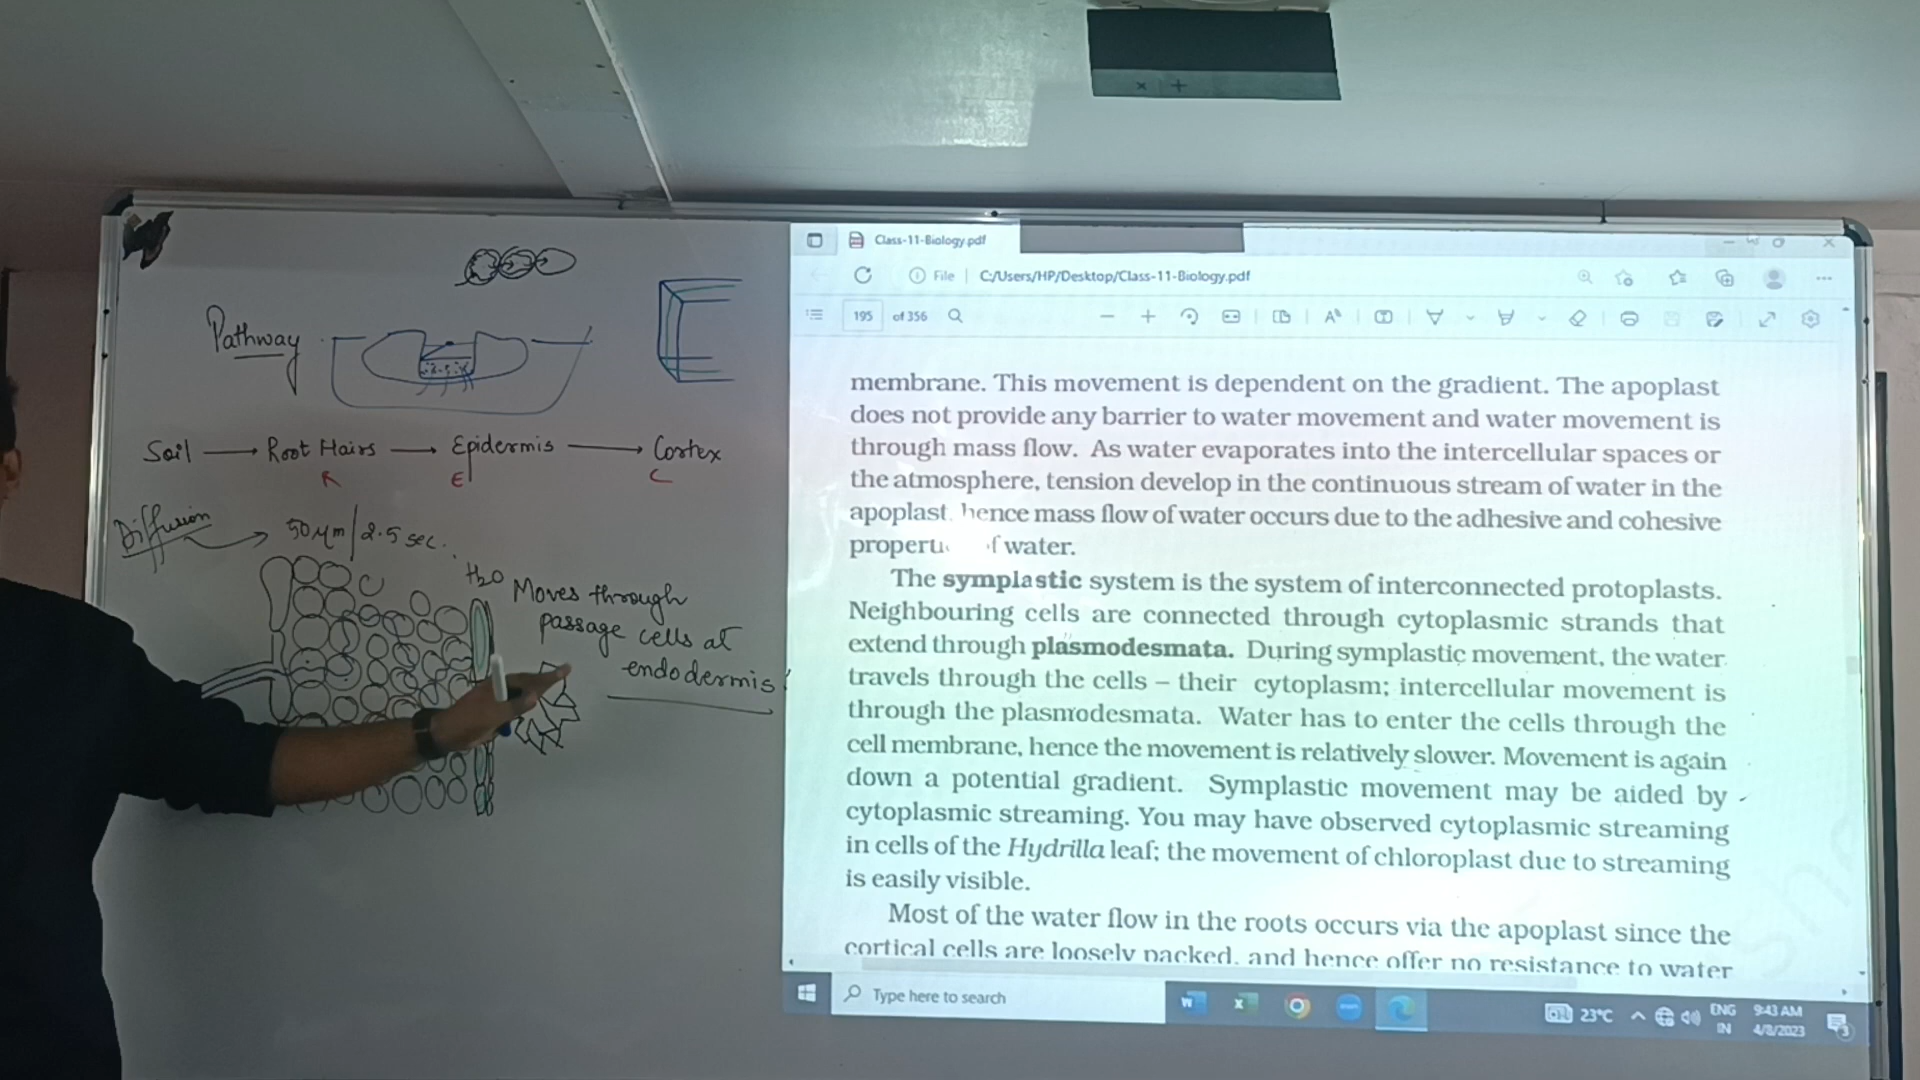 Pathway
Soil → Root Hairs → Epidermis → Cortex
R E C
Diffusion → 50 μm/2.5 sec.
H2O Moves through
passage cells at
endodermis
Class-11-Biology.pdf
File | C:/Users/HP/Desktop/Class-11-Biology.pdf
195 of 356
membrane. This movement is dependent on the gradient. The apoplast
does not provide any barrier to water movement and water movement is
through mass flow. As water evaporates into the intercellular spaces or
the atmosphere, tension develop in the continuous stream of water in the
apoplast, hence mass flow of water occurs due to the adhesive and cohesive
of water.
The symplastic system is the system of interconnected protoplasts.
Neighbouring cells are connected through cytoplasmic strands that
extend through plasmodesmata. During symplastic movement, the water
travels through the cells – their cytoplasm; intercellular movement is
through the plasmodesmata. Water has to enter the cells through the
cell membrane, hence the movement is relatively slower. Movement is again
down a potential gradient. Symplastic movement may be aided by
cytoplasmic streaming. You may have observed cytoplasmic streaming
in cells of the Hydrilla leaf; the movement of chloroplast due to streaming
is easily visible.
Most of the water flow in the roots occurs via the apoplast since the
cortical cells are loosely packed, and hence offer no resistance to water
Type here to search
23°C
ENG
IN
9:43 AM
4/8/2023